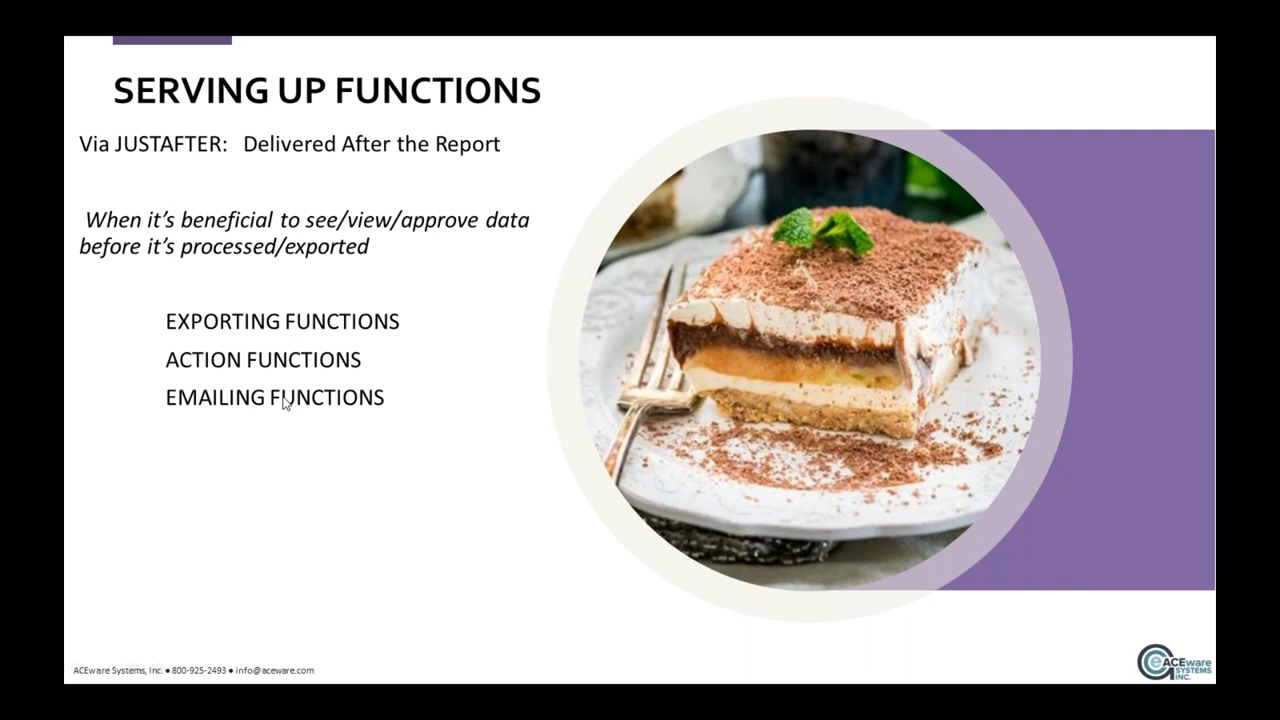 SERVING UP FUNCTIONS
Via JUSTAFTER: Delivered After the Report
When it's beneficial to see/view/approve data
before it's processed/exported
EXPORTING FUNCTIONS
ACTION FUNCTIONS
EMAILING FUNCTIONS
ACEware Systems, Inc. ● 800-925-2493 ● info@aceware.com
e ACEware
SYSTEMS
INC.